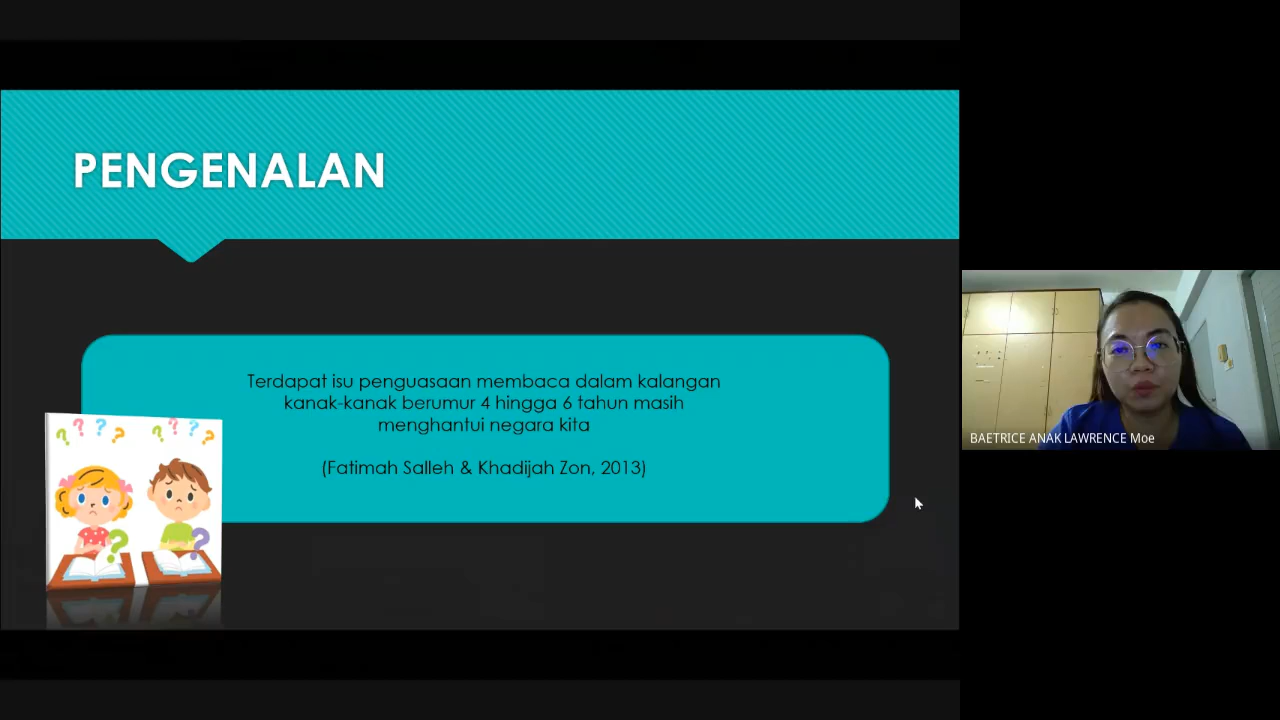 PENGENALAN
Terdapat isu penguasaan membaca dalam kalangan
kanak-kanak berumur 4 hingga 6 tahun masih
menghantui negara kita
(Fatimah Salleh & Khadijah Zon, 2013)
BAETRICE ANAK LAWRENCE Moe